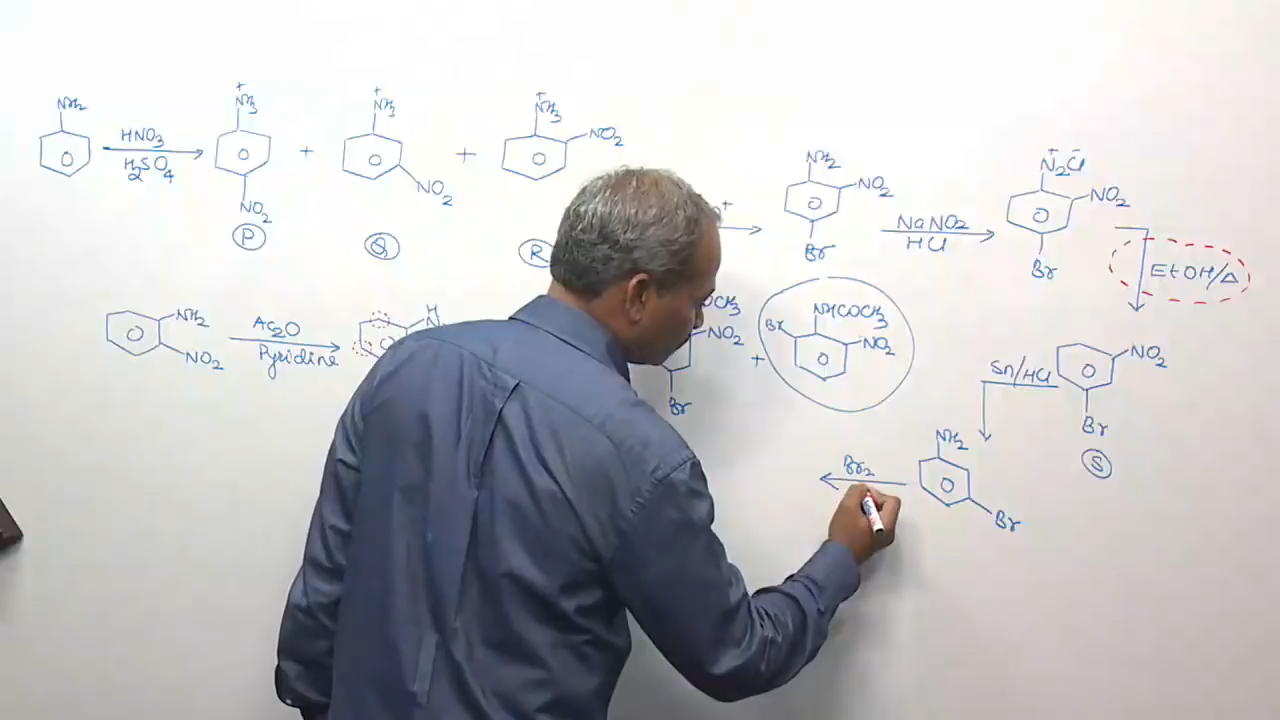 NH2
HNO3
H2SO4
+
NH3
NO2
P
+
+
NH3
NO2
Q
+
+
NH3
NO2
R
+
NH2
NO2
Br
NaNO2
HCl
+ -
N2Cl
NO2
Br
EtOH/Δ
NH2
NO2
Ac2O
Pyridine
H
N
OCH3
NO2
Br
+
NHCOCH3
Br
NO2
NO2
Br
S
Sn/HCl
NH2
Br
Br2